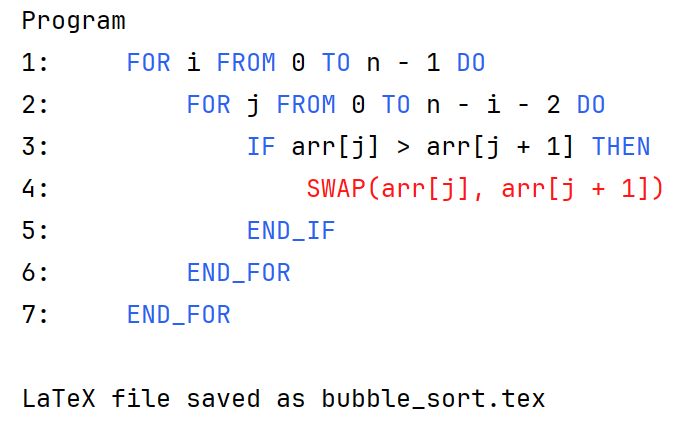 Program
1:     FOR i FROM 0 TO n - 1 DO
2:         FOR j FROM 0 TO n - i - 2 DO
3:             IF arr[j] > arr[j + 1] THEN
4:                 SWAP(arr[j], arr[j + 1])
5:             END_IF
6:         END_FOR
7:     END_FOR
LaTeX file saved as bubble_sort.tex